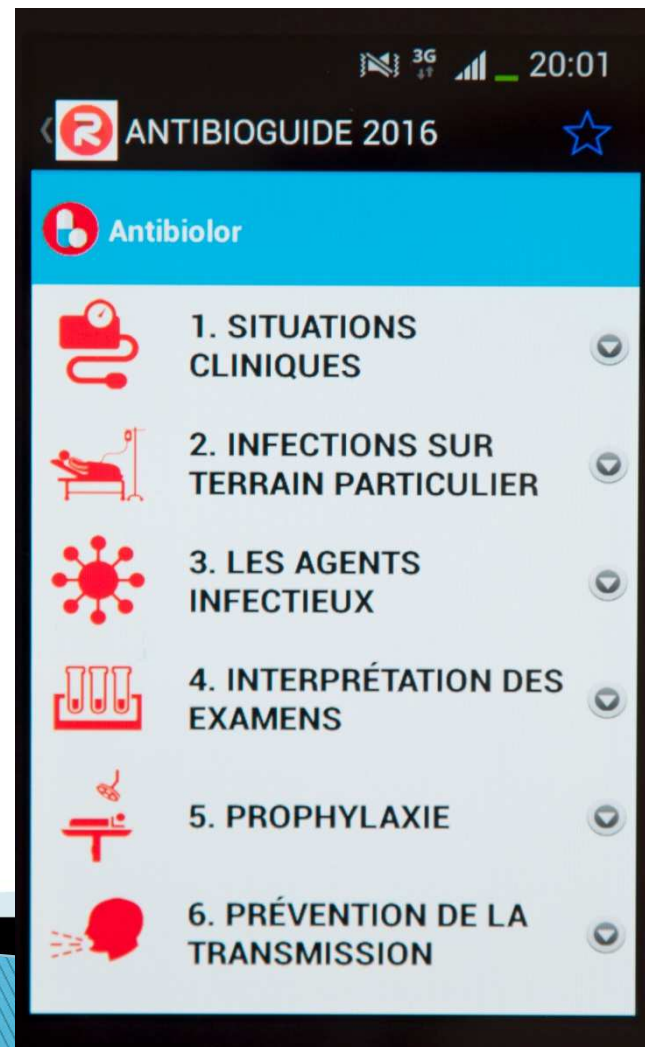 3G 20:01
ANTIBIOGUIDE 2016
Antibiolor
1. SITUATIONS
CLINIQUES
2. INFECTIONS SUR
TERRAIN PARTICULIER
3. LES AGENTS
INFECTIEUX
4. INTERPRÉTATION DES
EXAMENS
5. PROPHYLAXIE
6. PRÉVENTION DE LA
TRANSMISSION